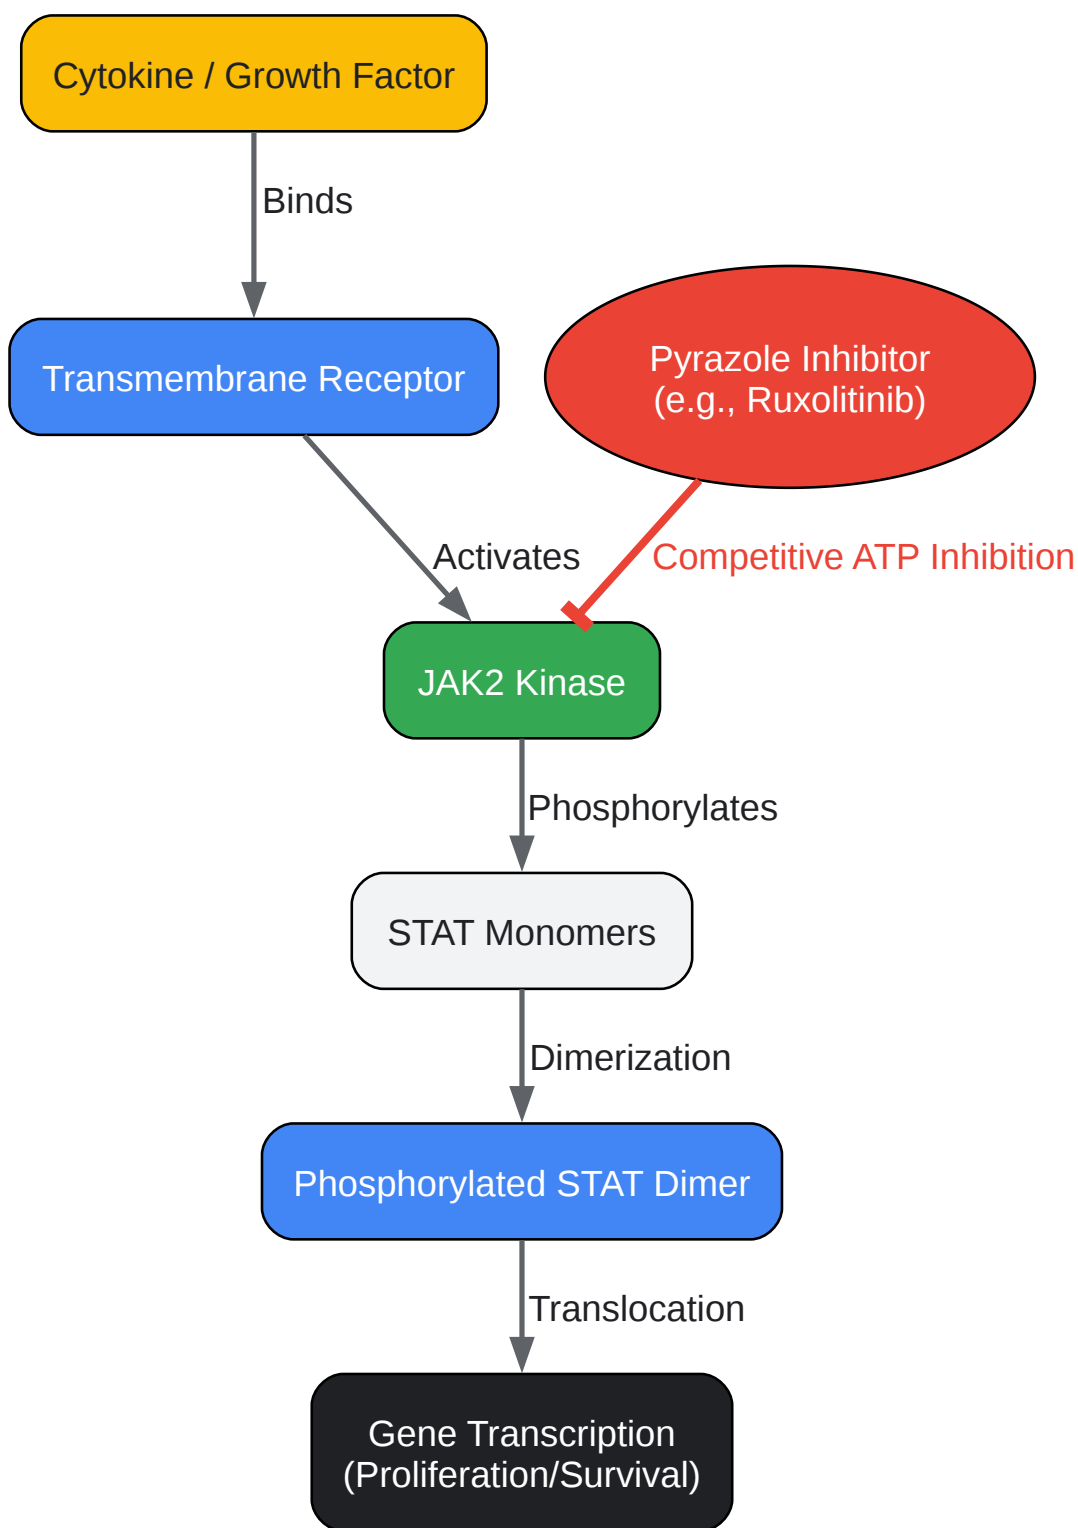 Cytokine / Growth Factor
Binds
Transmembrane Receptor
Pyrazole Inhibitor
(e.g., Ruxolitinib)
Activates
Competitive ATP Inhibition
JAK2 Kinase
Phosphorylates
STAT Monomers
Dimerization
Phosphorylated STAT Dimer
Translocation
Gene Transcription
(Proliferation/Survival)